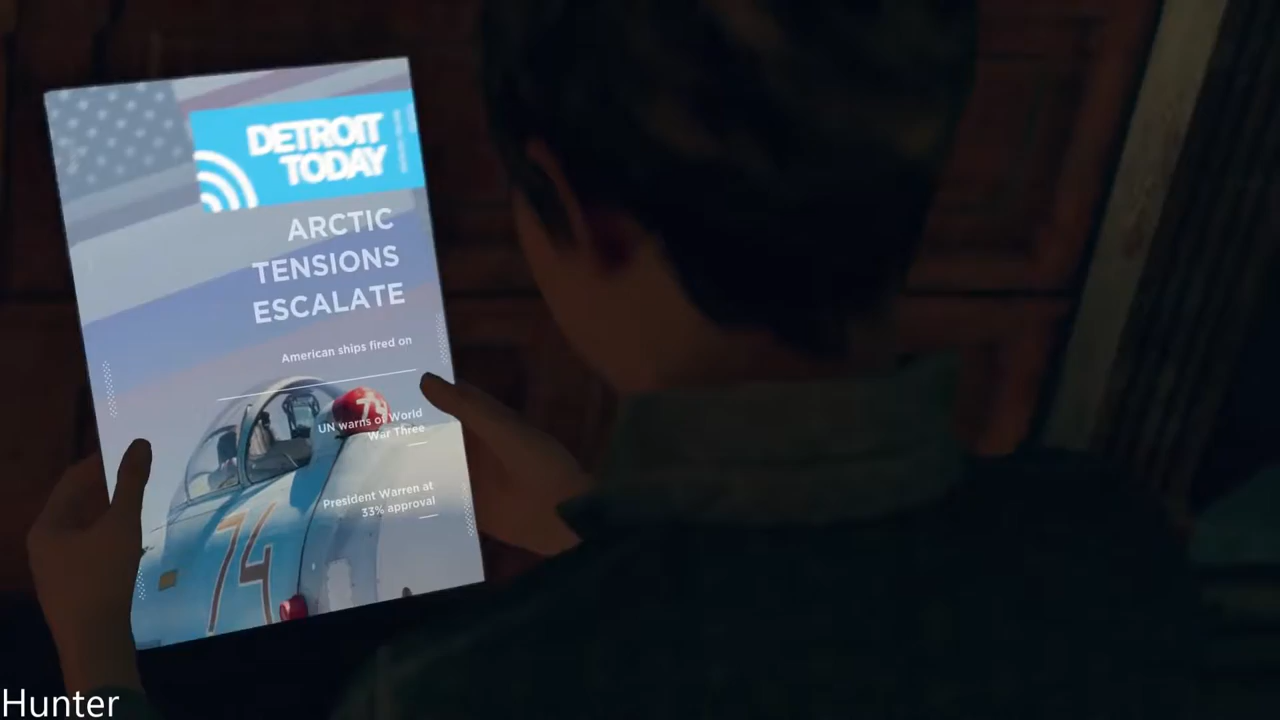 DETROIT
TODAY
ARCTIC
TENSIONS
ESCALATE
American ships fired on
74
UN warns of World
War Three
President Warren at
33% approval
74
Hunter